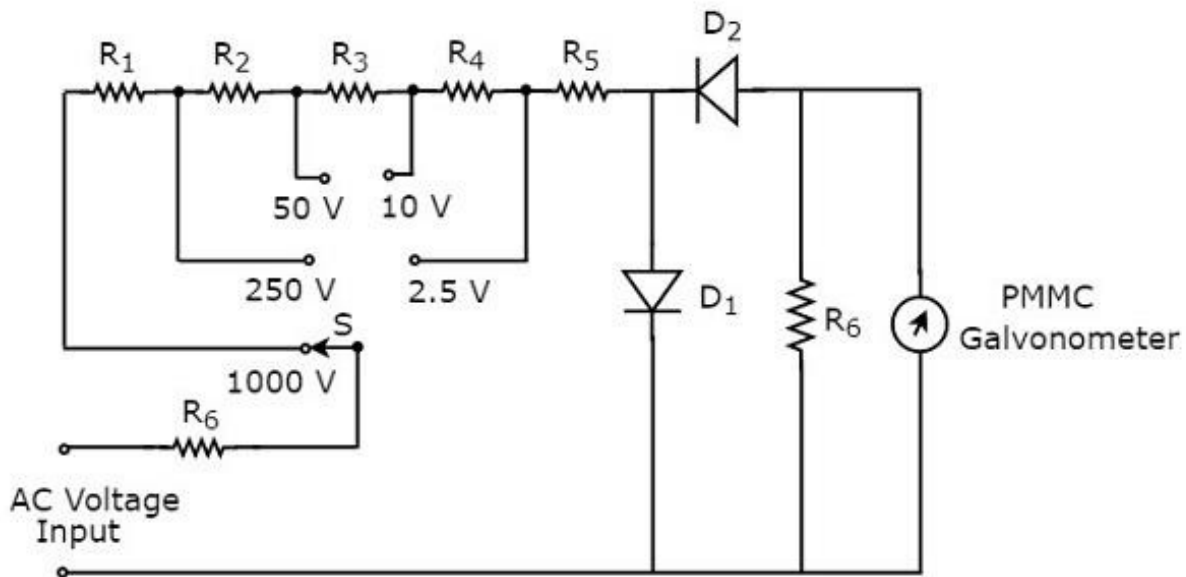 D2
R1 R2 R3 R4 R5
50 V 10 V
250 V 2.5 V
D1
R6
PMMC
Galvonometer
S
1000 V
R6
AC Voltage
Input